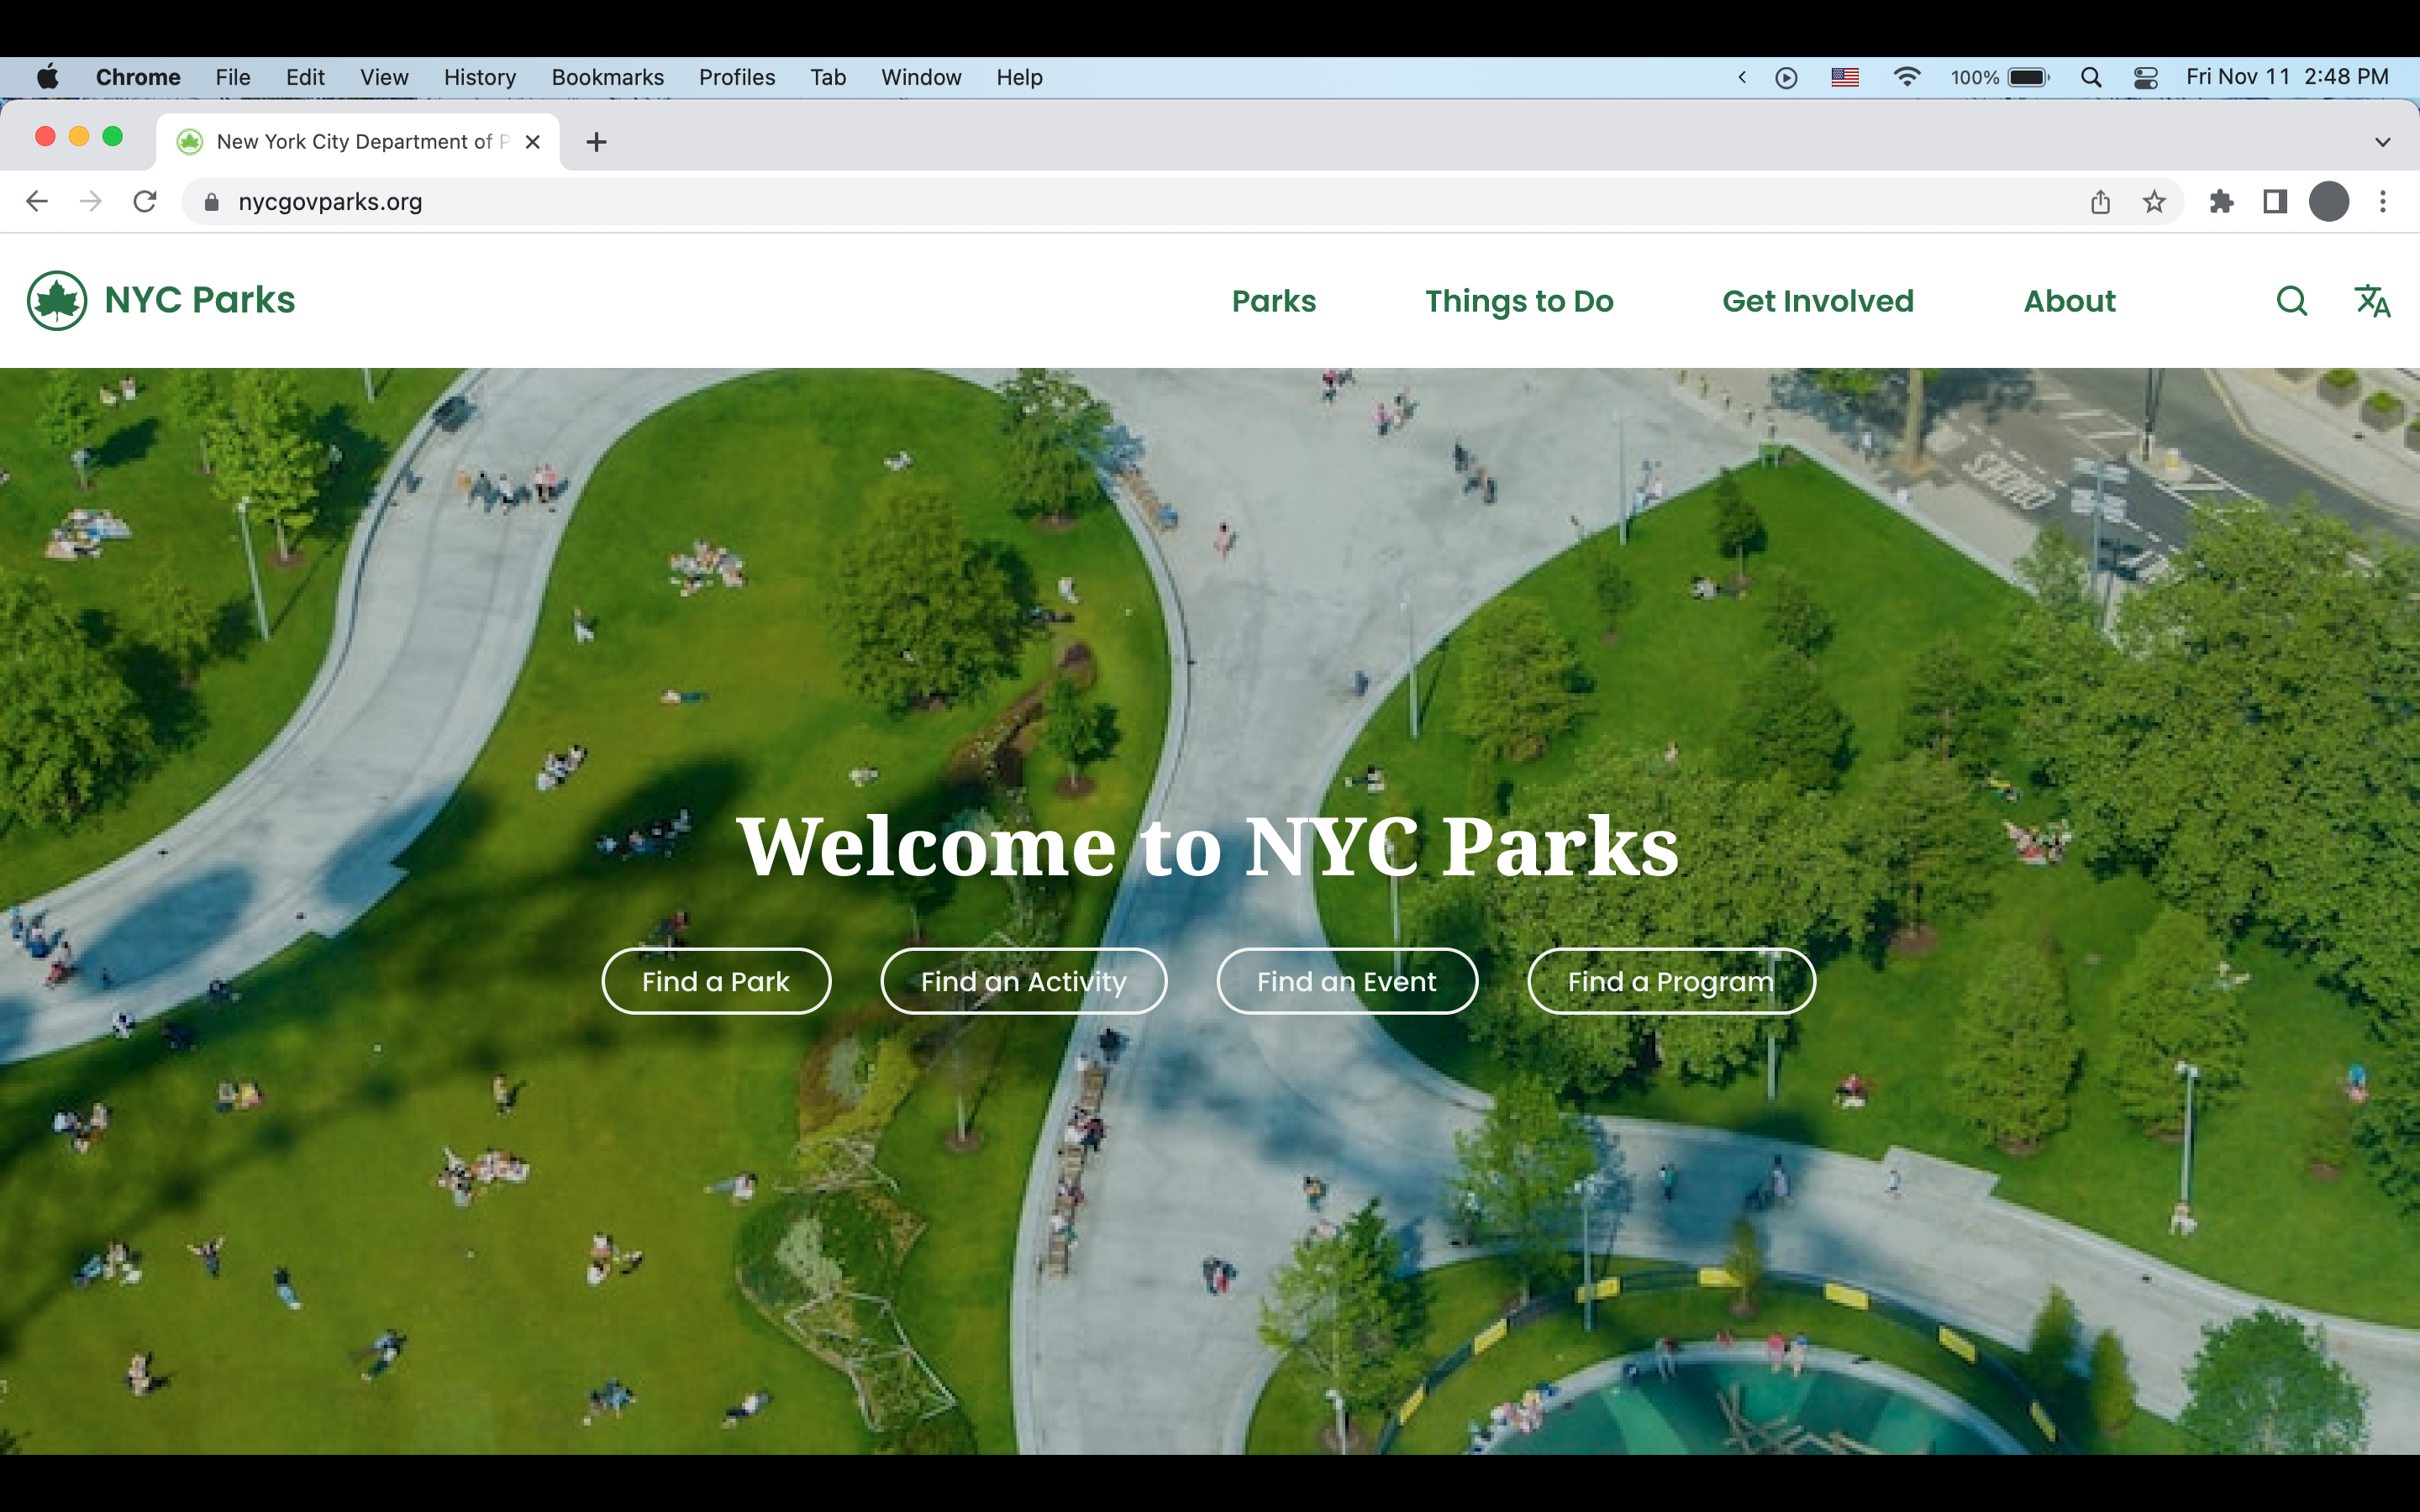 Chrome File Edit View History Bookmarks Profiles Tab Window Help 100% Fri Nov 11 2:48 PM
New York City Department of P
nycgovparks.org
NYC Parks Parks Things to Do Get Involved About
Welcome to NYC Parks
Find a Park Find an Activity Find an Event Find a Program